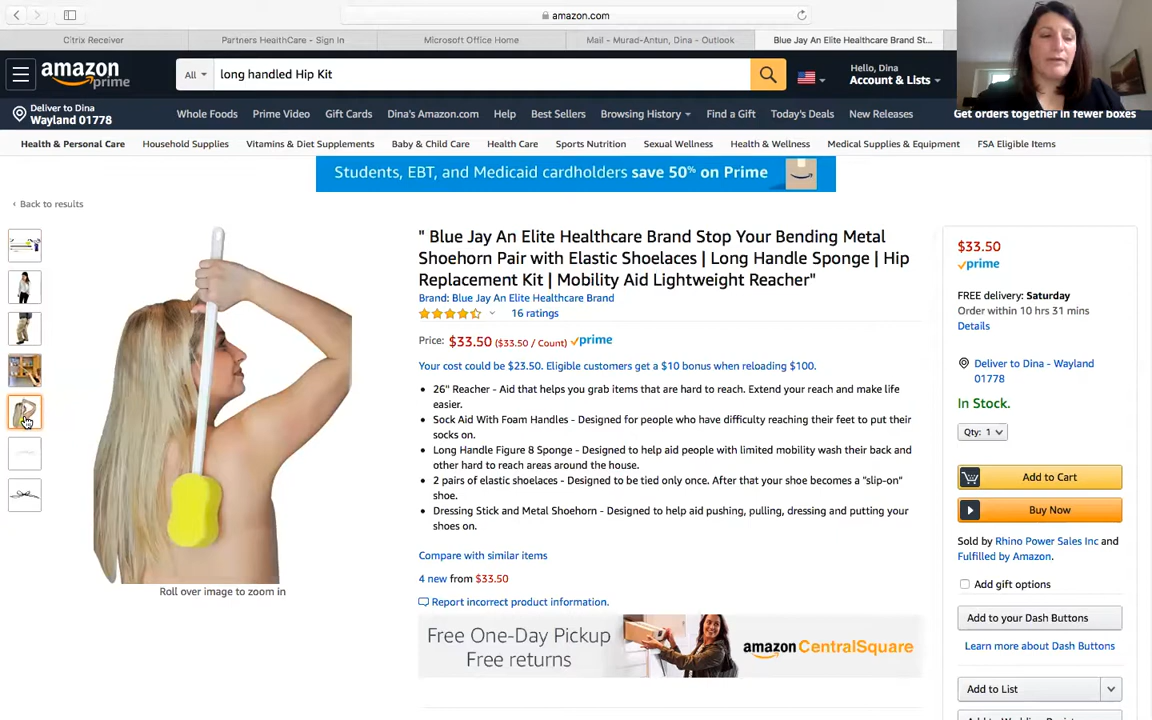 amazon.com
Citrix Receiver
Partners HealthCare - Sign In
Microsoft Office Home
Mail - Murad-Antun, Dina - Outlook
Blue Jay An Elite Healthcare Brand St...
amazon prime
All
long handled Hip Kit
Hello, Dina
Account & Lists
Deliver to Dina
Wayland 01778
Whole Foods
Prime Video
Gift Cards
Dina's Amazon.com
Help
Best Sellers
Browsing History
Find a Gift
Today's Deals
New Releases
Get orders together in fewer boxes
Health & Personal Care
Household Supplies
Vitamins & Diet Supplements
Baby & Child Care
Health Care
Sports Nutrition
Sexual Wellness
Health & Wellness
Medical Supplies & Equipment
FSA Eligible Items
Students, EBT, and Medicaid cardholders save 50% on Prime
‹ Back to results
Roll over image to zoom in
" Blue Jay An Elite Healthcare Brand Stop Your Bending Metal
Shoehorn Pair with Elastic Shoelaces | Long Handle Sponge | Hip
Replacement Kit | Mobility Aid Lightweight Reacher"
Brand: Blue Jay An Elite Healthcare Brand
16 ratings
Price: $33.50 ($33.50 / Count) prime
Your cost could be $23.50. Eligible customers get a $10 bonus when reloading $100.
• 26" Reacher - Aid that helps you grab items that are hard to reach. Extend your reach and make life
easier.
• Sock Aid With Foam Handles - Designed for people who have difficulty reaching their feet to put their
socks on.
• Long Handle Figure 8 Sponge - Designed to help aid people with limited mobility wash their back and
other hard to reach areas around the house.
• 2 pairs of elastic shoelaces - Designed to be tied only once. After that your shoe becomes a "slip-on"
shoe.
• Dressing Stick and Metal Shoehorn - Designed to help aid pushing, pulling, dressing and putting your
shoes on.
Compare with similar items
4 new from $33.50
Report incorrect product information.
Free One-Day Pickup
Free returns
amazon CentralSquare
$33.50
prime
FREE delivery: Saturday
Order within 10 hrs 31 mins
Details
Deliver to Dina - Wayland
01778
In Stock.
Qty: 1
Add to Cart
Buy Now
Sold by Rhino Power Sales Inc and
Fulfilled by Amazon.
Add gift options
Add to your Dash Buttons
Learn more about Dash Buttons
Add to List